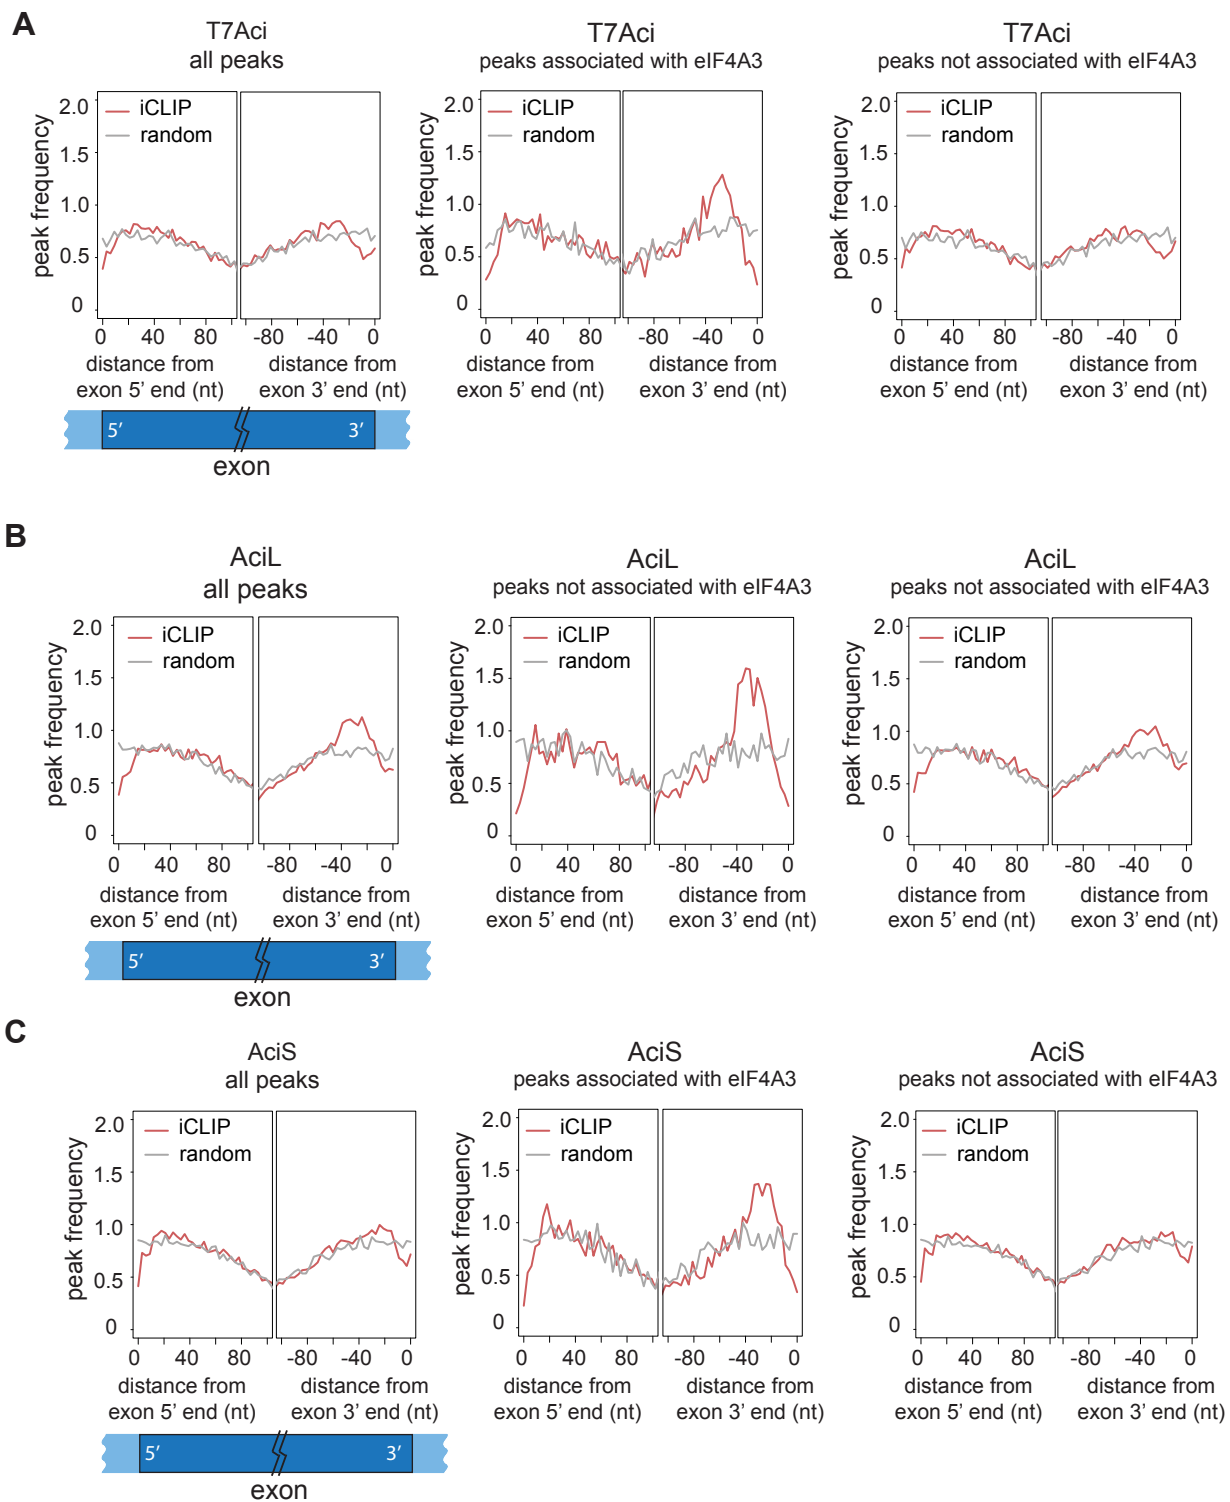 A
T7Aci
all peaks
T7Aci
peaks associated with eIF4A3
T7Aci
peaks not associated with eIF4A3
peak frequency
2.0
1.5
1.0
0.5
0
iCLIP
random
0 40 80
-80 -40 0
distance from
exon 5’ end (nt)
distance from
exon 3’ end (nt)
peak frequency
2.0
1.5
1.0
0.5
0
iCLIP
random
0 40 80
-80 -40 0
distance from
exon 5’ end (nt)
distance from
exon 3’ end (nt)
peak frequency
2.0
1.5
1.0
0.5
0
iCLIP
random
0 40 80
-80 -40 0
distance from
exon 5’ end (nt)
distance from
exon 3’ end (nt)
5’ 3’
exon
B
AciL
all peaks
AciL
peaks not associated with eIF4A3
AciL
peaks not associated with eIF4A3
peak frequency
2.0
1.5
1.0
0.5
0
iCLIP
random
0 40 80
-80 -40 0
distance from
exon 5’ end (nt)
distance from
exon 3’ end (nt)
peak frequency
2.0
1.5
1.0
0.5
0
iCLIP
random
0 40 80
-80 -40 0
distance from
exon 5’ end (nt)
distance from
exon 3’ end (nt)
peak frequency
2.0
1.5
1.0
0.5
0
iCLIP
random
0 40 80
-80 -40 0
distance from
exon 5’ end (nt)
distance from
exon 3’ end (nt)
5’ 3’
exon
C
AciS
all peaks
AciS
peaks associated with eIF4A3
AciS
peaks not associated with eIF4A3
peak frequency
2.0
1.5
1.0
0.5
0
iCLIP
random
0 40 80
-80 -40 0
distance from
exon 5’ end (nt)
distance from
exon 3’ end (nt)
peak frequency
2.0
1.5
1.0
0.5
0
iCLIP
random
0 40 80
-80 -40 0
distance from
exon 5’ end (nt)
distance from
exon 3’ end (nt)
peak frequency
2.0
1.5
1.0
0.5
0
iCLIP
random
0 40 80
-80 -40 0
distance from
exon 5’ end (nt)
distance from
exon 3’ end (nt)
5’ 3’
exon